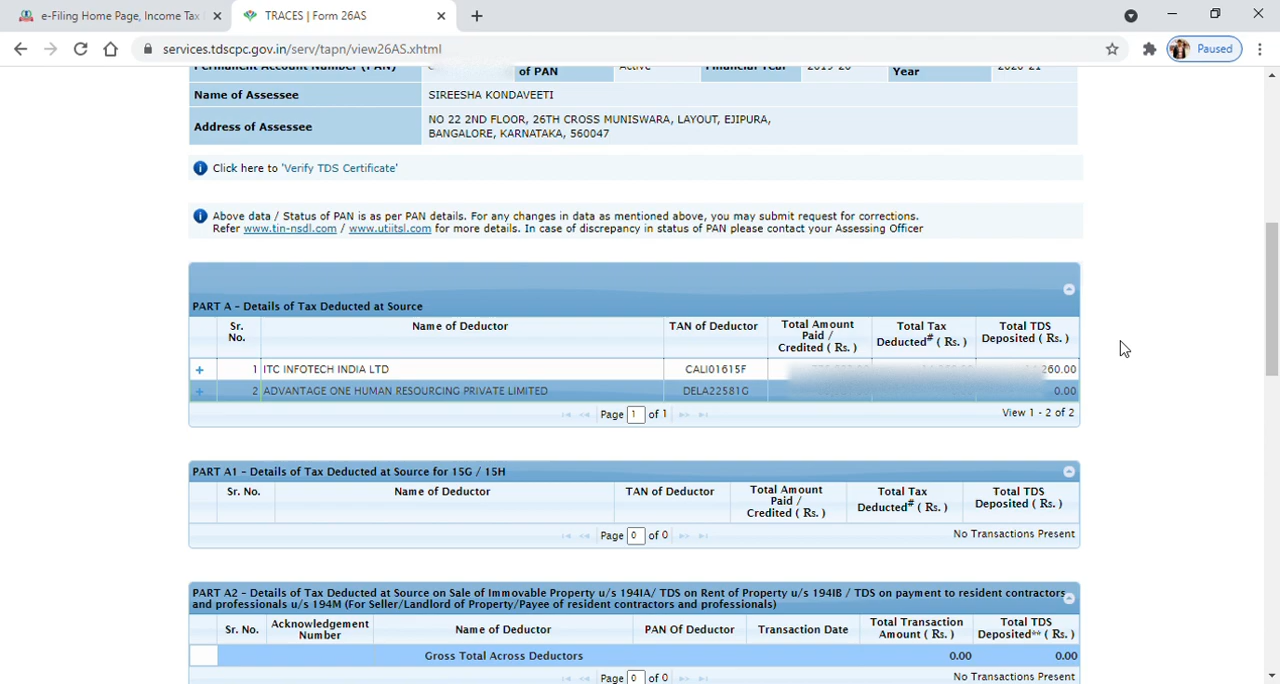 e-Filing Home Page, Income Tax
TRACES | Form 26AS
services.tdscpc.gov.in/serv/tapn/view26AS.xhtml
Paused
Permanent Account Number (PAN)
of PAN
Active
Financial Year
2019-20
Year
2020-21
Name of Assessee
SIREESHA KONDAVEETI
Address of Assessee
NO 22 2ND FLOOR, 26TH CROSS MUNISWARA, LAYOUT, EJIPURA,
BANGALORE, KARNATAKA, 560047
Click here to 'Verify TDS Certificate'
Above data / Status of PAN is as per PAN details. For any changes in data as mentioned above, you may submit request for corrections.
Refer www.tin-nsdl.com / www.utiitsl.com for more details. In case of discrepancy in status of PAN please contact your Assessing Officer
PART A - Details of Tax Deducted at Source
Sr. No.
Name of Deductor
TAN of Deductor
Total Amount Paid / Credited ( Rs. )
Total Tax Deducted# ( Rs. )
Total TDS Deposited ( Rs. )
+ 1 ITC INFOTECH INDIA LTD CALI01615F 260.00
+ 2 ADVANTAGE ONE HUMAN RESOURCING PRIVATE LIMITED DELA22581G 0.00
Page 1 of 1
View 1 - 2 of 2
PART A1 - Details of Tax Deducted at Source for 15G / 15H
Sr. No.
Name of Deductor
TAN of Deductor
Total Amount Paid / Credited ( Rs. )
Total Tax Deducted# ( Rs. )
Total TDS Deposited ( Rs. )
Page 0 of 0
No Transactions Present
PART A2 - Details of Tax Deducted at Source on Sale of Immovable Property u/s 194IA/ TDS on Rent of Property u/s 194IB / TDS on payment to resident contractors
and professionals u/s 194M (For Seller/Landlord of Property/Payee of resident contractors and professionals)
Sr. No.
Acknowledgement Number
Name of Deductor
PAN Of Deductor
Transaction Date
Total Transaction Amount ( Rs. )
Total TDS Deposited** ( Rs. )
Gross Total Across Deductors 0.00 0.00
Page 0 of 0
No Transactions Present